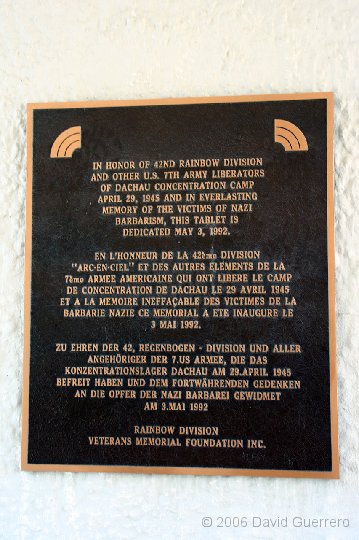 IN HONOR OF 42ND RAINBOW DIVISION
AND OTHER U.S. 7TH ARMY LIBERATORS
OF DACHAU CONCENTRATION CAMP
APRIL 29, 1945 AND IN EVERLASTING
MEMORY OF THE VICTIMS OF NAZI
BARBARISM, THIS TABLET IS
DEDICATED MAY 3, 1992.
EN L'HONNEUR DE LA 42ème DIVISION
"ARC-EN-CIEL" ET DES AUTRES ELEMENTS DE LA
7ème ARMEE AMERICAINE QUI ONT LIBERE LE CAMP
DE CONCENTRATION DE DACHAU LE 29 AVRIL 1945
ET A LA MEMOIRE INEFFAÇABLE DES VICTIMES DE LA
BARBARIE NAZIE CE MEMORIAL A ETE INAUGURE LE
3 MAI 1992.
ZU EHREN DER 42, REGENBOGEN - DIVISION UND ALLER
ANGEHÖRIGER DER 7.US ARMEE, DIE DAS
KONZENTRATIONSLAGER DACHAU AM 29.APRIL 1945
BEFREIT HABEN UND DEM FORTWÄHRENDEN GEDENKEN
AN DIE OPFER DER NAZI BARBAREI GEWIDMET
AM 3.MAI 1992
RAINBOW DIVISION
VETERANS MEMORIAL FOUNDATION INC.
© 2006 David Guerrero